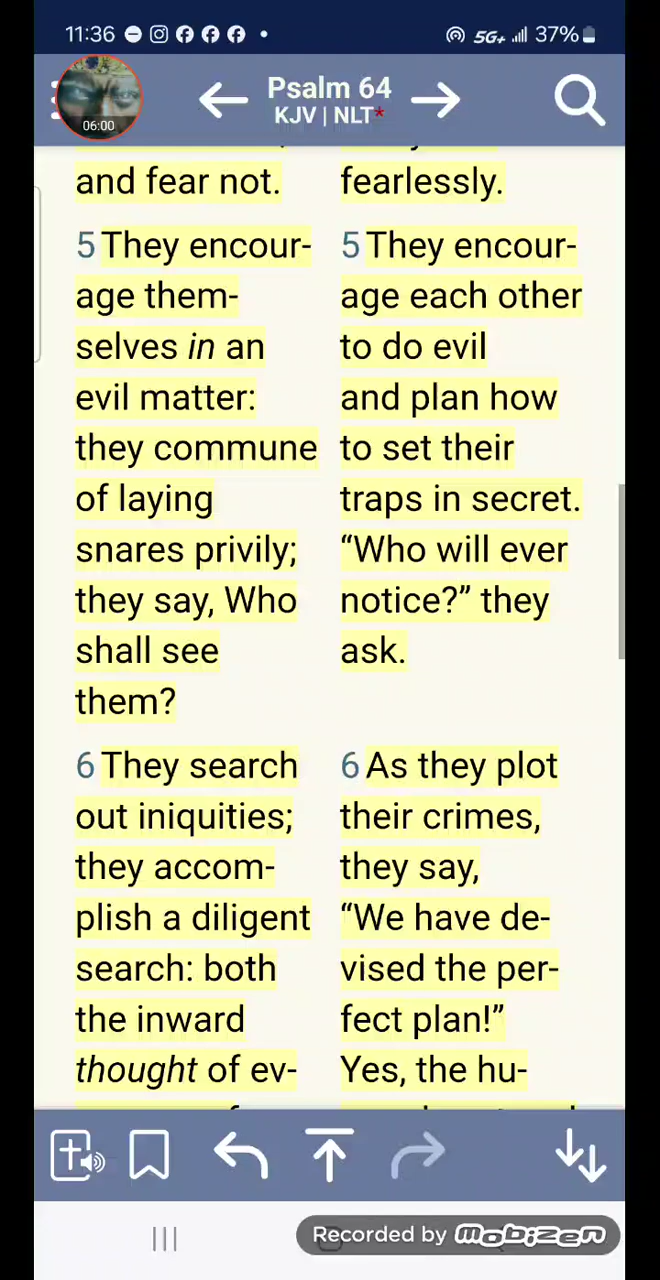 11:36
5G+ 37%
Psalm 64
KJV | NLT*
06:00
and fear not.
5 They encour-
age them-
selves in an
evil matter:
they commune
of laying
snares privily;
they say, Who
shall see
them?
6 They search
out iniquities;
they accom-
plish a diligent
search: both
the inward
thought of ev-
fearlessly.
5 They encour-
age each other
to do evil
and plan how
to set their
traps in secret.
“Who will ever
notice?” they
ask.
6 As they plot
their crimes,
they say,
“We have de-
vised the per-
fect plan!”
Yes, the hu-
Recorded by mobizen